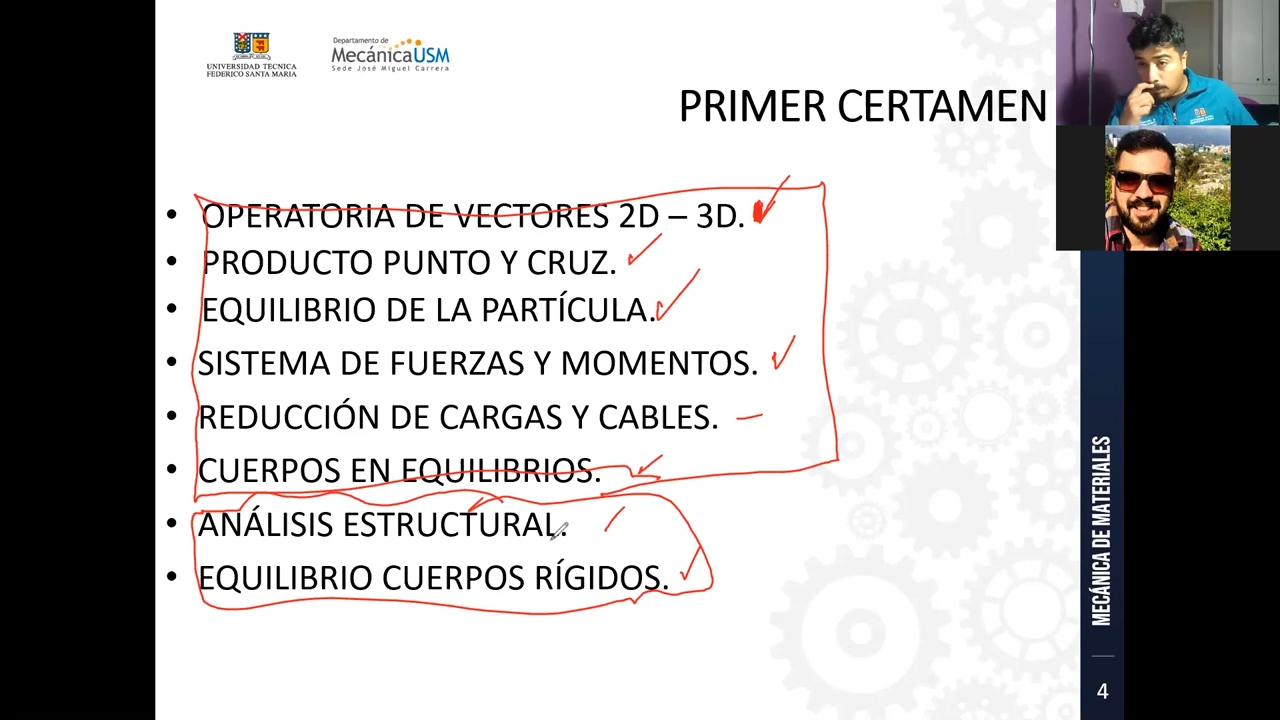 UNIVERSIDAD TECNICA
FEDERICO SANTA MARIA
Departamento de
MecánicaUSM
Sede José Miguel Carrera
PRIMER CERTAMEN
• OPERATORIA DE VECTORES 2D – 3D.
• PRODUCTO PUNTO Y CRUZ.
• EQUILIBRIO DE LA PARTÍCULA.
• SISTEMA DE FUERZAS Y MOMENTOS.
• REDUCCIÓN DE CARGAS Y CABLES.
• CUERPOS EN EQUILIBRIOS.
• ANÁLISIS ESTRUCTURAL.
• EQUILIBRIO CUERPOS RÍGIDOS.
MECÁNICA DE MATERIALES
4